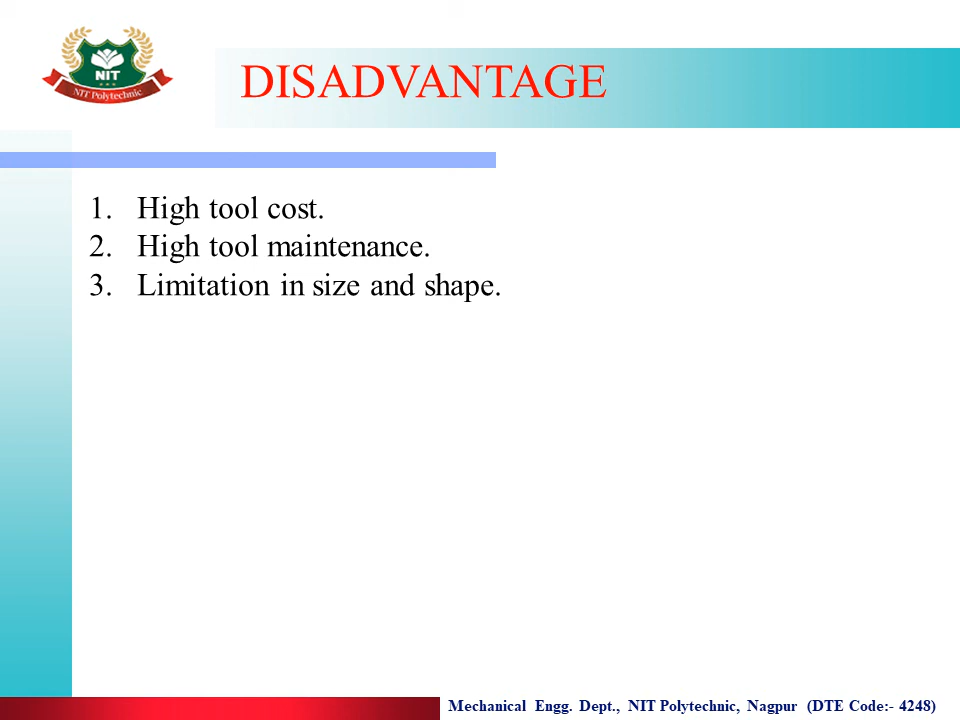 NIT
NIT Polytechnic
DISADVANTAGE
1. High tool cost.
2. High tool maintenance.
3. Limitation in size and shape.
Mechanical Engg. Dept., NIT Polytechnic, Nagpur (DTE Code:- 4248)